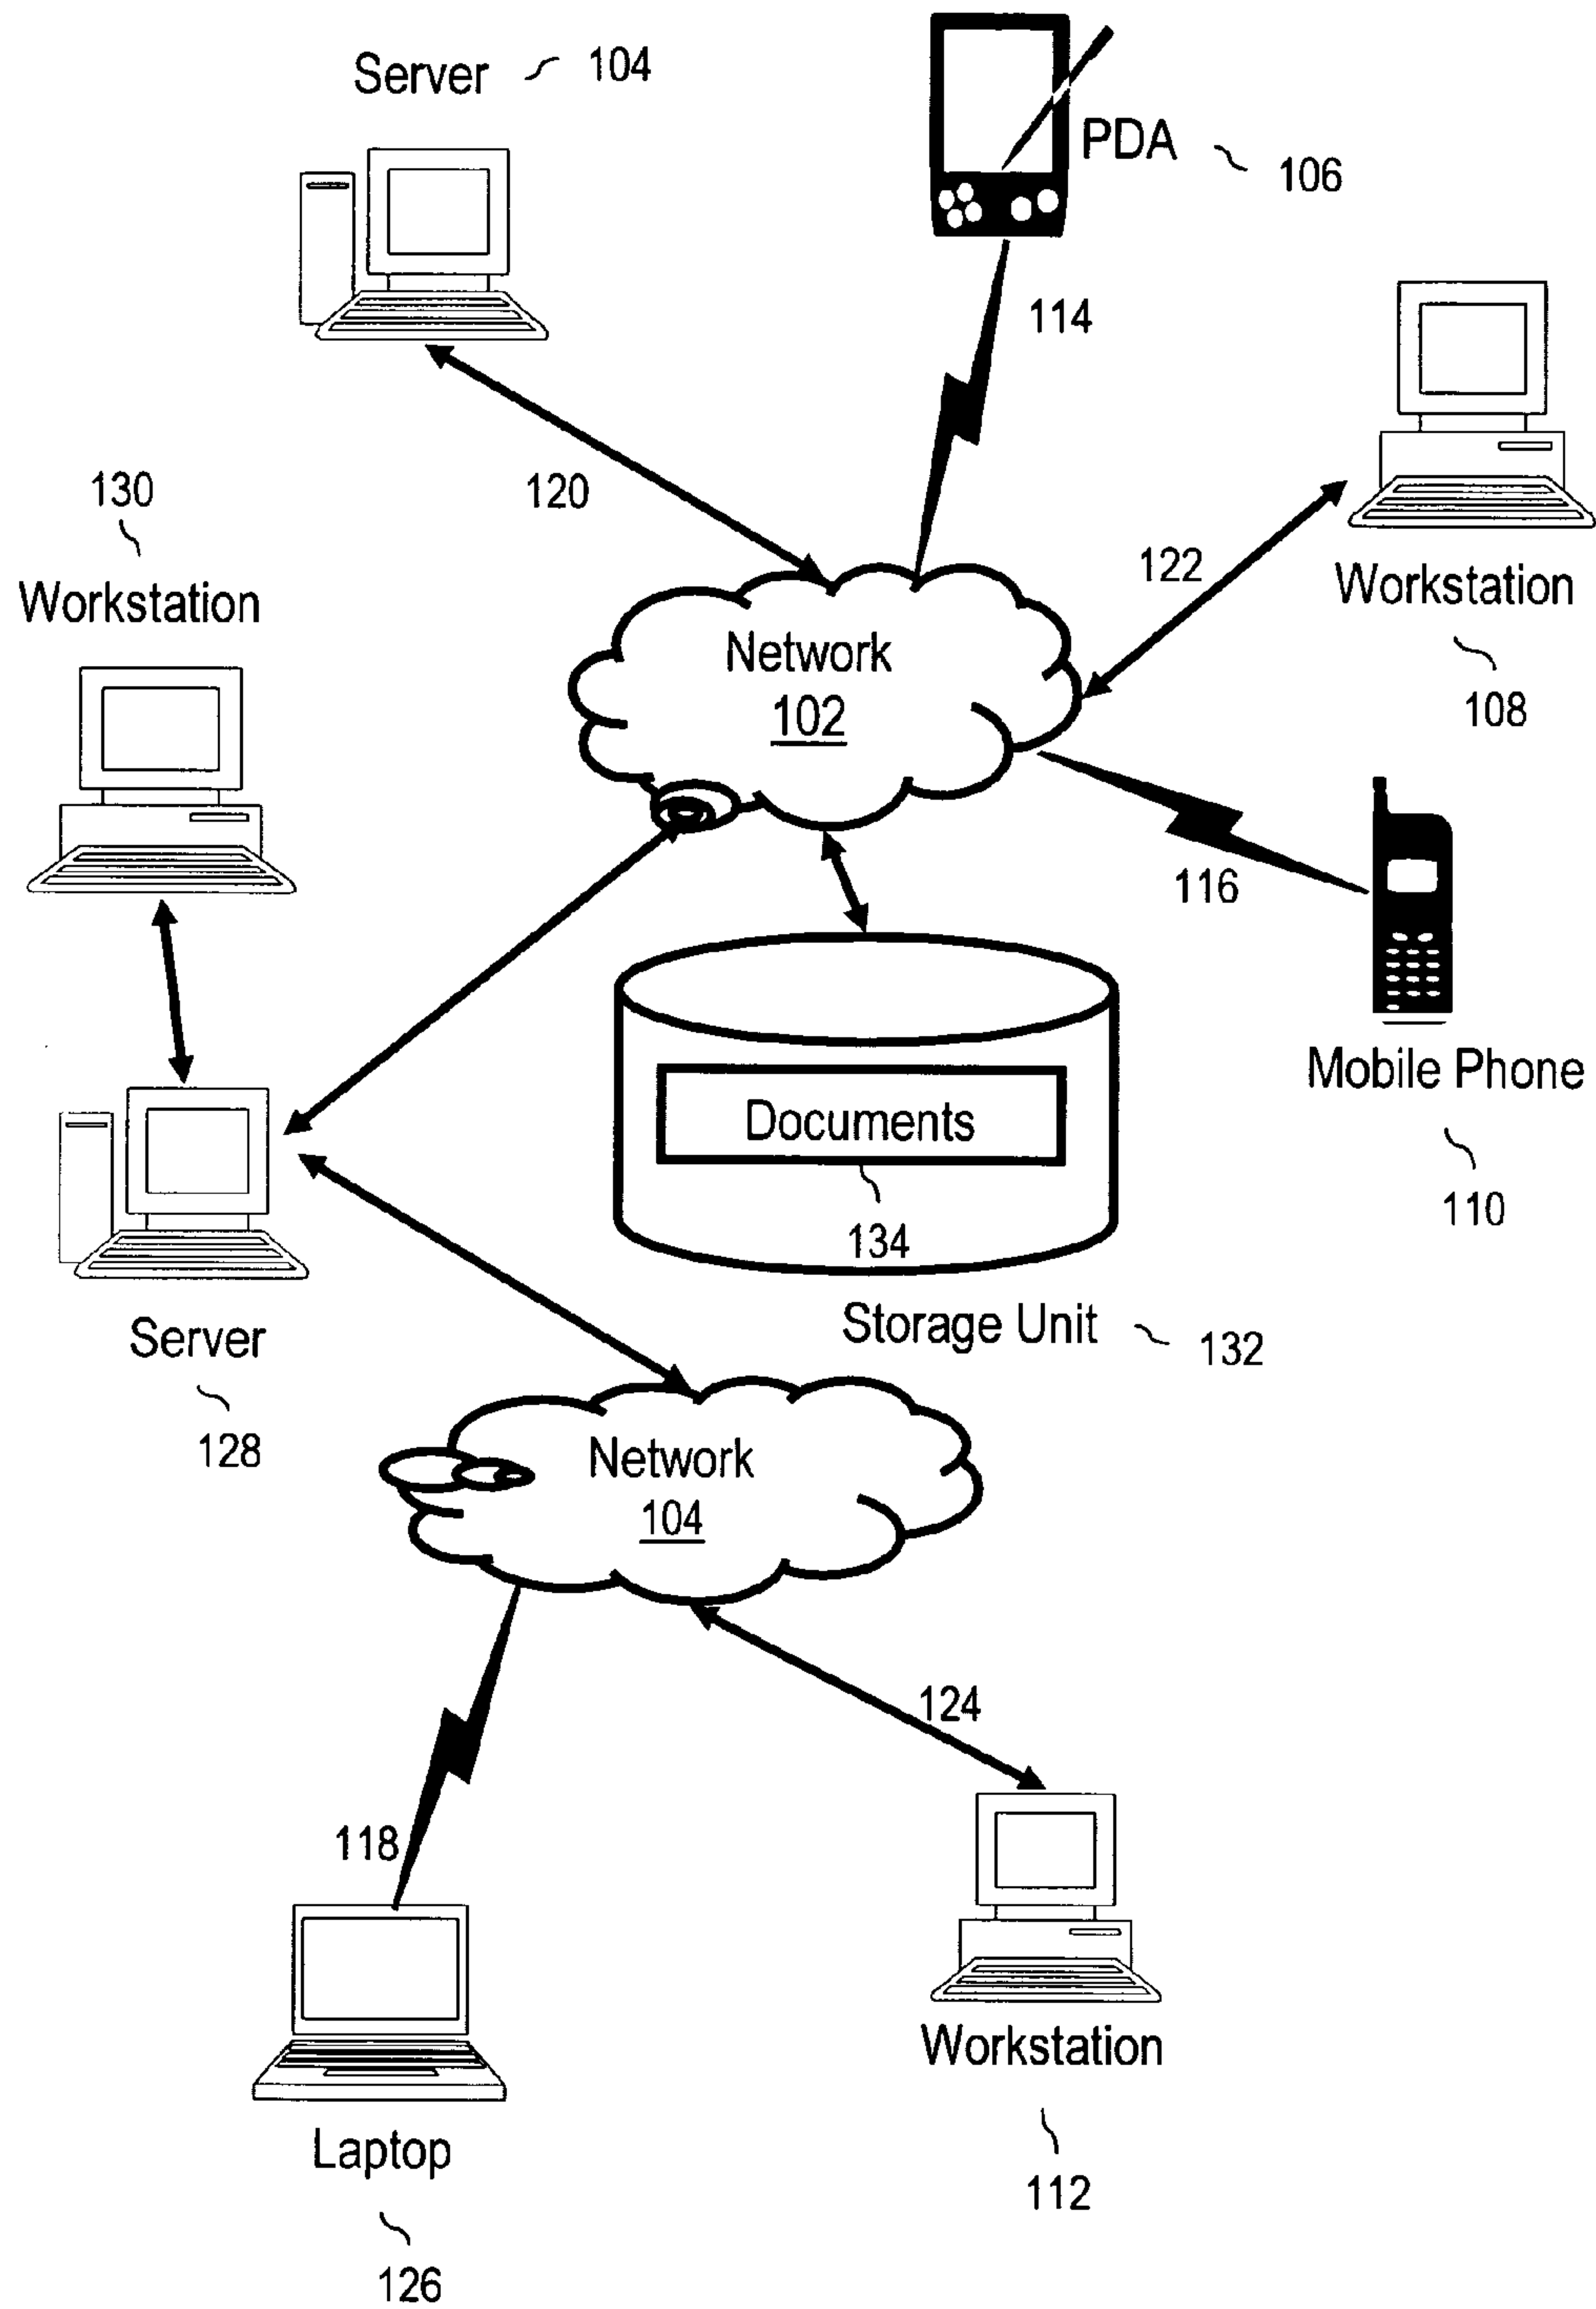 Server 104
PDA 106
114
120
130
Workstation
122
Workstation
108
Network
102
116
Mobile Phone
110
Documents
134
Storage Unit 132
Server
128
Network
104
124
118
Workstation
112
Laptop
126